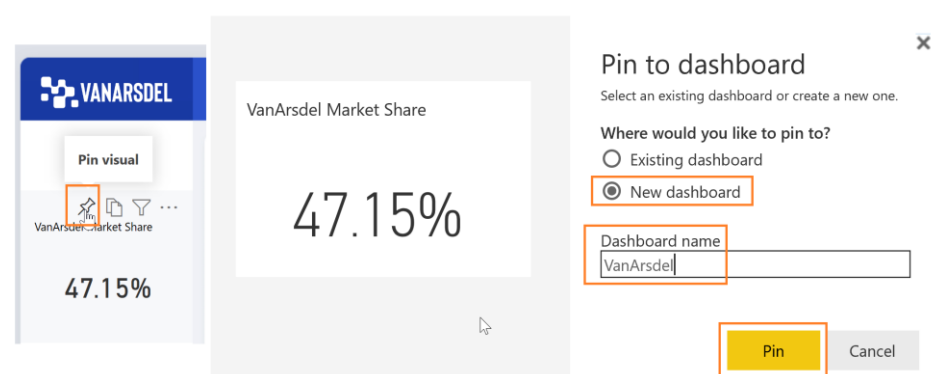 VANARSDEL
Pin visual
VanArsdel Market Share
47.15%
VanArsdel Market Share
47.15%
Pin to dashboard
Select an existing dashboard or create a new one.
Where would you like to pin to?
Existing dashboard
New dashboard
Dashboard name
VanArsdel
Pin
Cancel